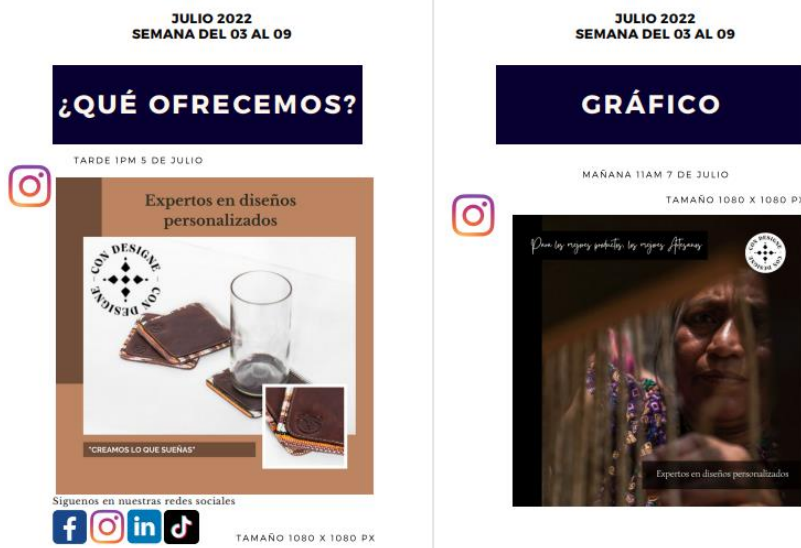 JULIO 2022
SEMANA DEL 03 AL 09
¿QUÉ OFRECEMOS?
TARDE 1PM 5 DE JULIO
Expertos en diseños
personalizados
CON DESIGNE - CON DESIGNE -
"CREAMOS LO QUE SUEÑAS"
Siguenos en nuestras redes sociales
f in
TAMAÑO 1080 X 1080 PX
JULIO 2022
SEMANA DEL 03 AL 09
GRÁFICO
MAÑANA 11AM 7 DE JULIO
TAMAÑO 1080 X 1080 P
Para los mejores productos, los mejores Artesanos
CON DESIGNE
Expertos en diseños personalizados